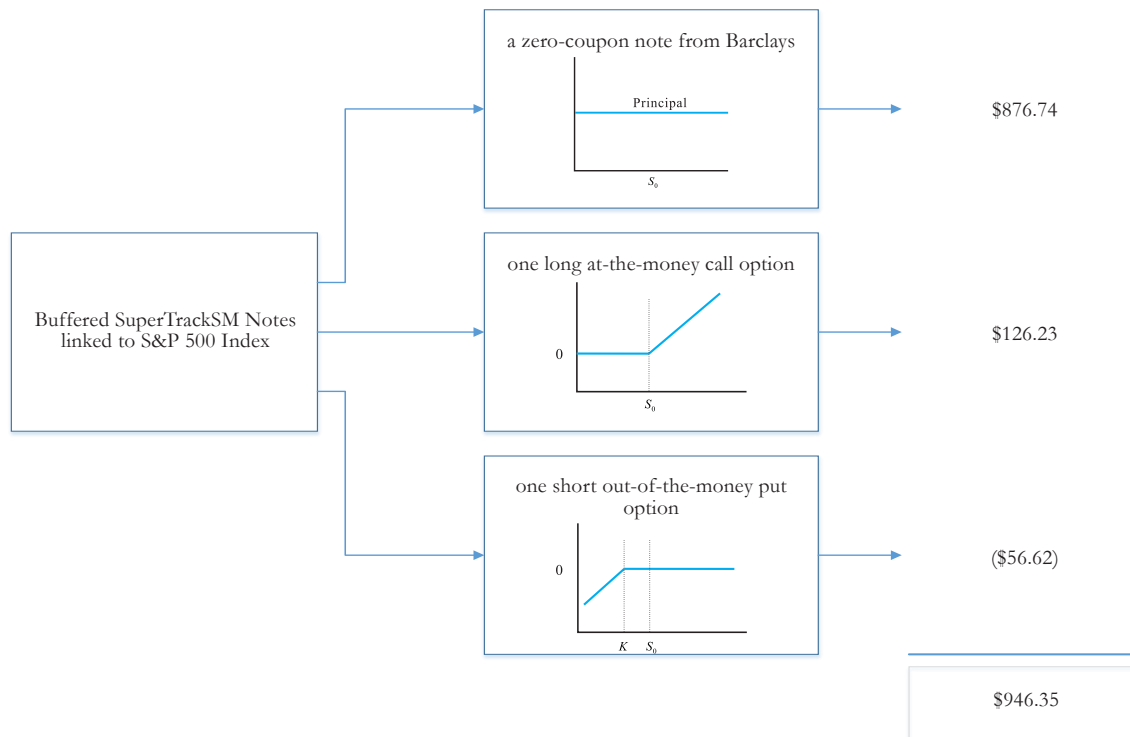 a zero-coupon note from Barclays
Principal
S₀
$876.74
Buffered SuperTrackSM Notes
linked to S&P 500 Index
one long at-the-money call option
0
S₀
$126.23
one short out-of-the-money put
option
0
K S₀
($56.62)
$946.35